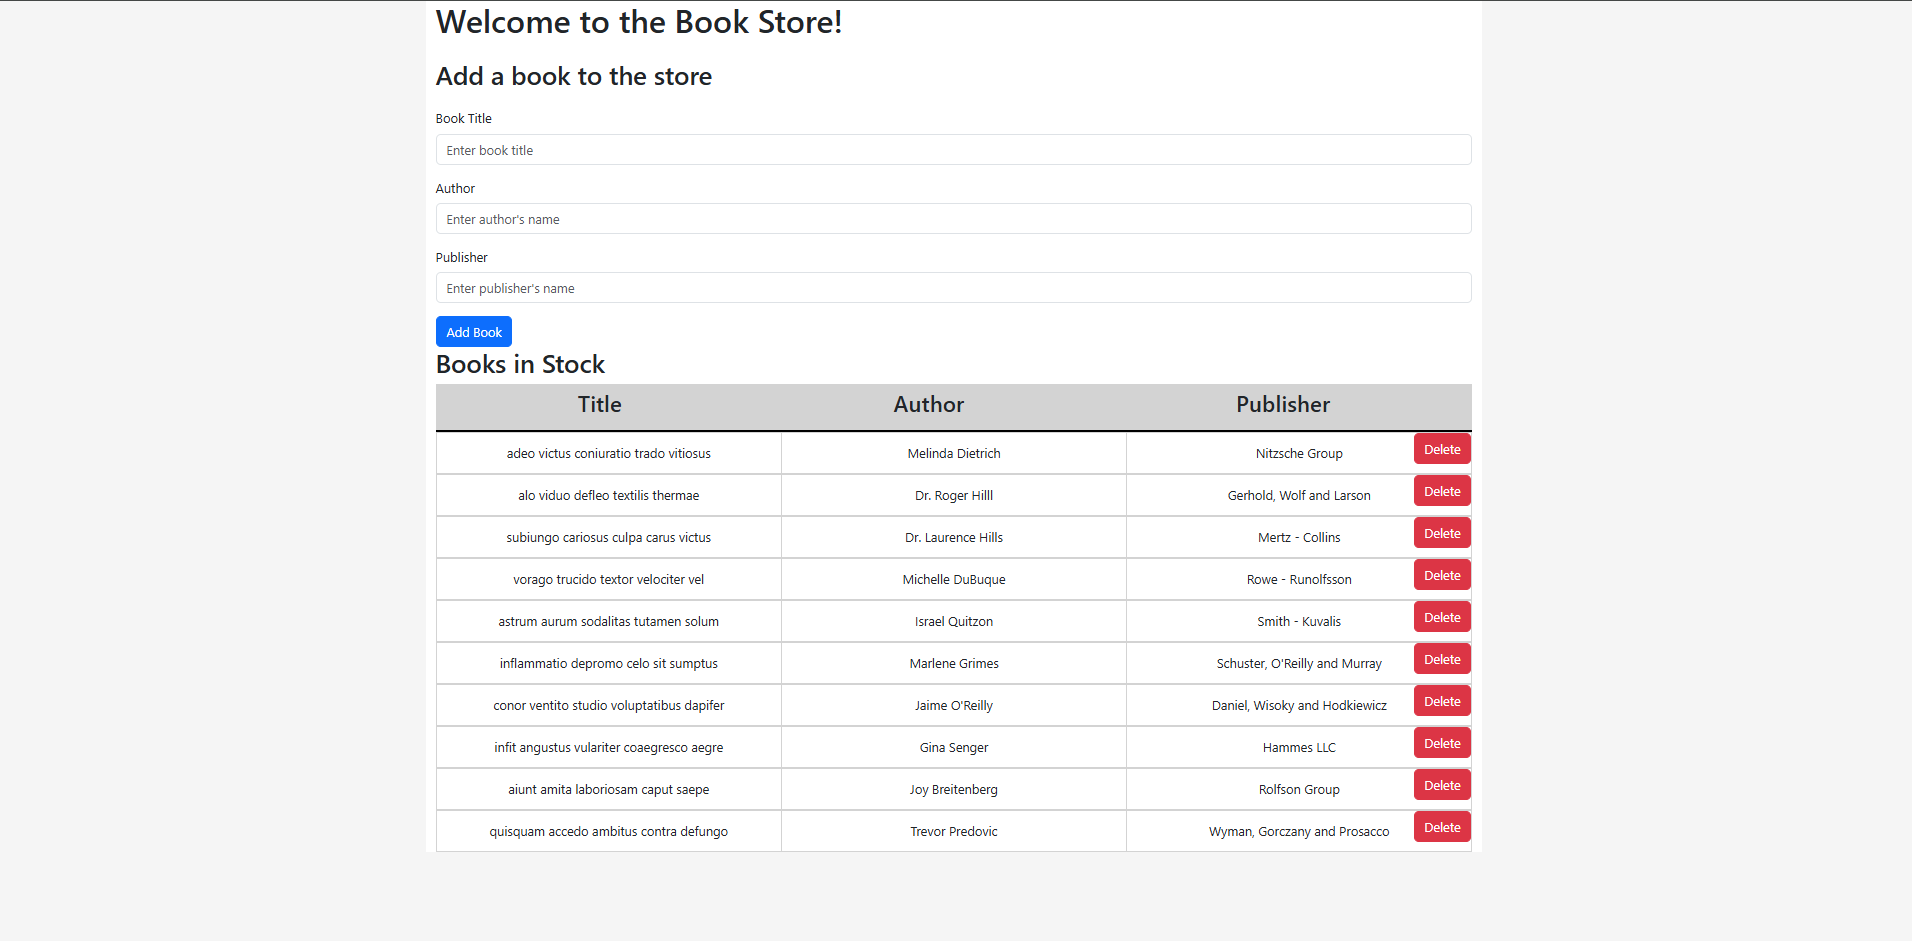 Welcome to the Book Store!
Add a book to the store
Book Title
Enter book title
Author
Enter author's name
Publisher
Enter publisher's name
Add Book
Books in Stock
Title Author Publisher
adeo victus coniuratio trado vitiosus Melinda Dietrich Nitzsche Group Delete
alo viduo defleo textilis thermae Dr. Roger Hilll Gerhold, Wolf and Larson Delete
subiungo cariosus culpa carus victus Dr. Laurence Hills Mertz - Collins Delete
vorago trucido textor velociter vel Michelle DuBuque Rowe - Runolfsson Delete
astrum aurum sodalitas tutamen solum Israel Quitzon Smith - Kuvalis Delete
inflammatio depromo celo sit sumptus Marlene Grimes Schuster, O'Reilly and Murray Delete
conor ventito studio voluptatibus dapifer Jaime O'Reilly Daniel, Wisoky and Hodkiewicz Delete
infit angustus vulariter coaegresco aegre Gina Senger Hammes LLC Delete
aiunt amita laboriosam caput saepe Joy Breitenberg Rolfson Group Delete
quisquam accedo ambitus contra defungo Trevor Predovic Wyman, Gorczany and Prosacco Delete